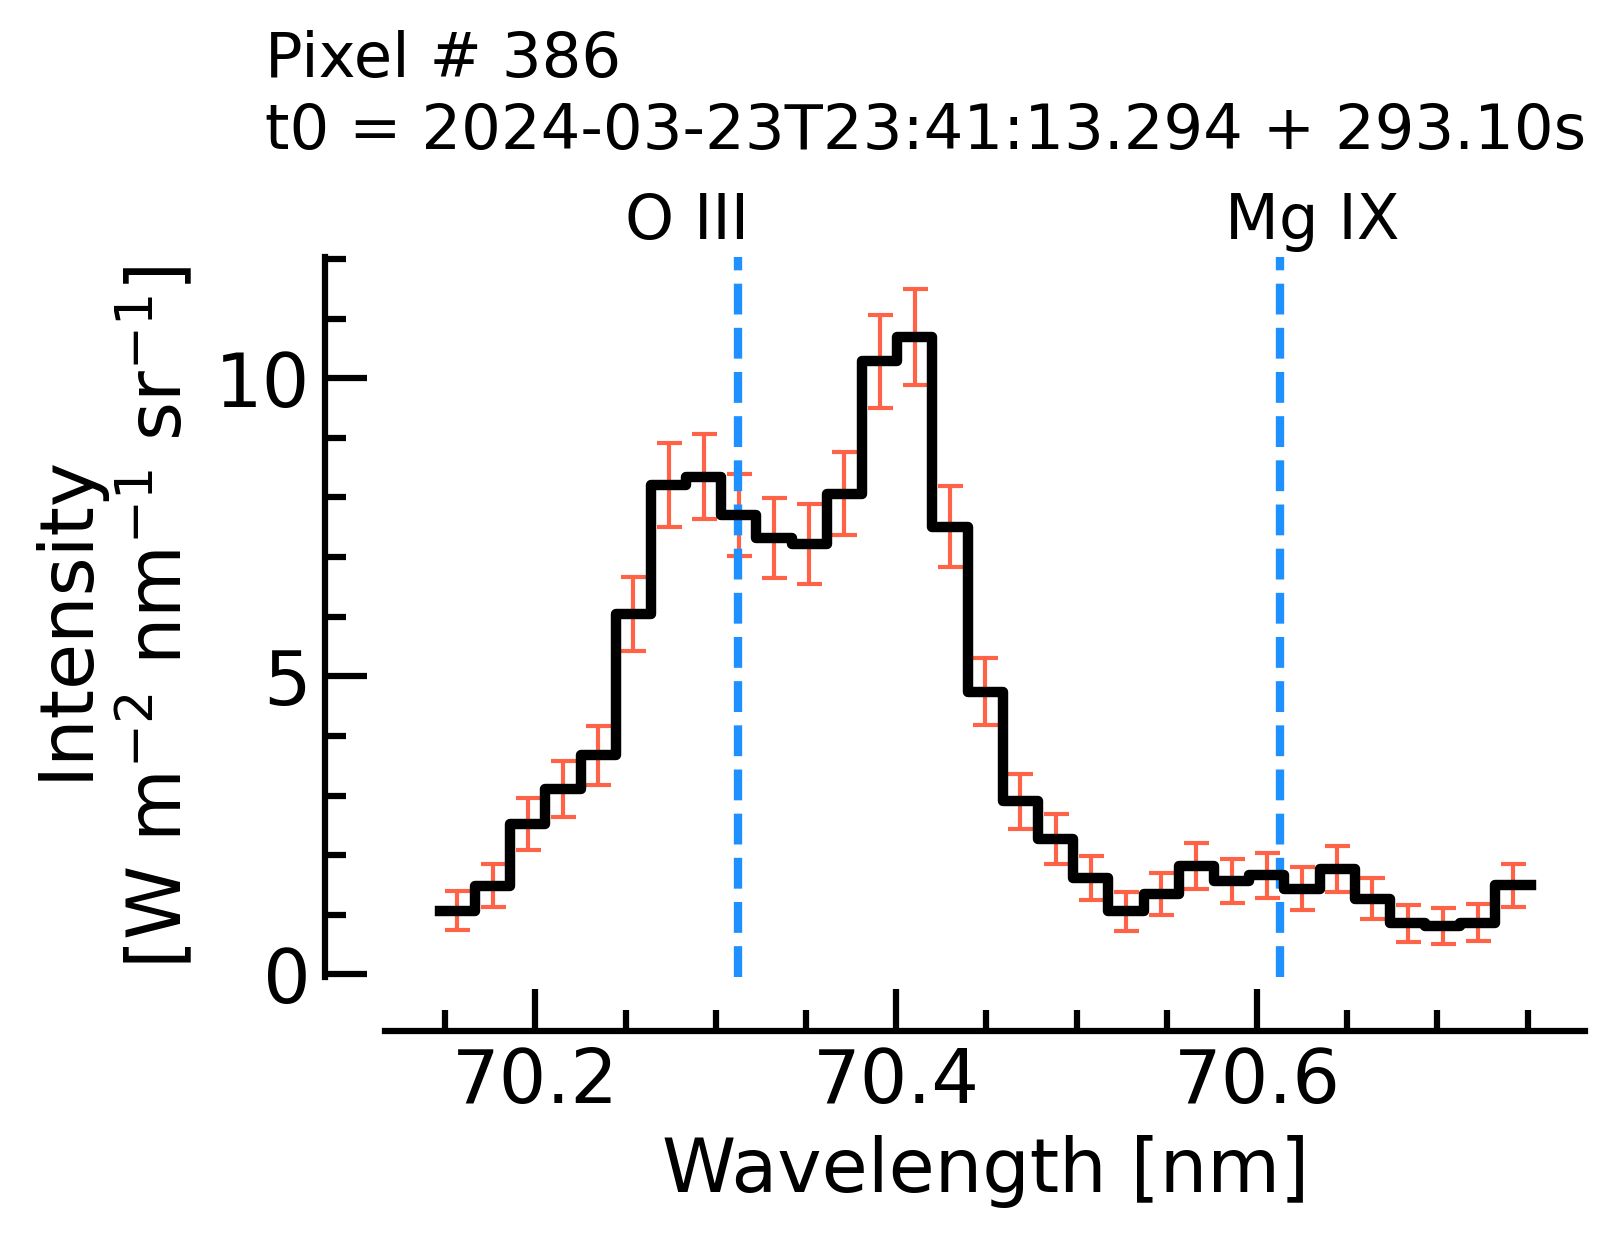 Pixel # 386
t0 = 2024-03-23T23:41:13.294 + 293.10s
O III Mg IX
Intensity
[W m⁻² nm⁻¹ sr⁻¹]
10
5
0
70.2 70.4 70.6
Wavelength [nm]